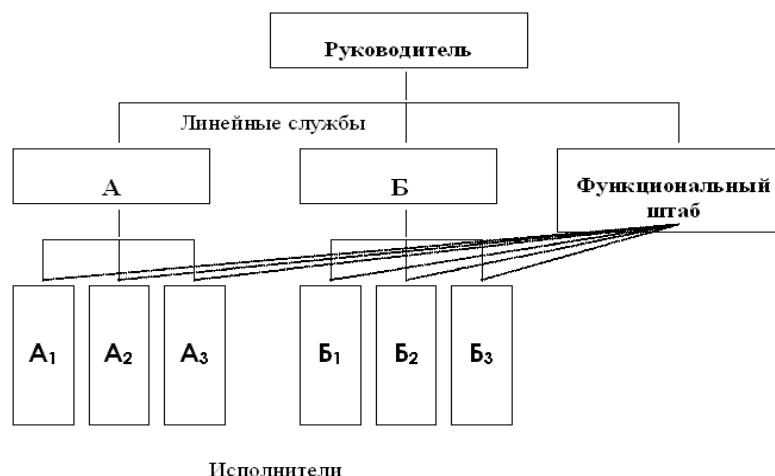 Руководитель
Линейные службы
А
Б
Функциональный
штаб
А1
А2
А3
Б1
Б2
Б3
Исполнители